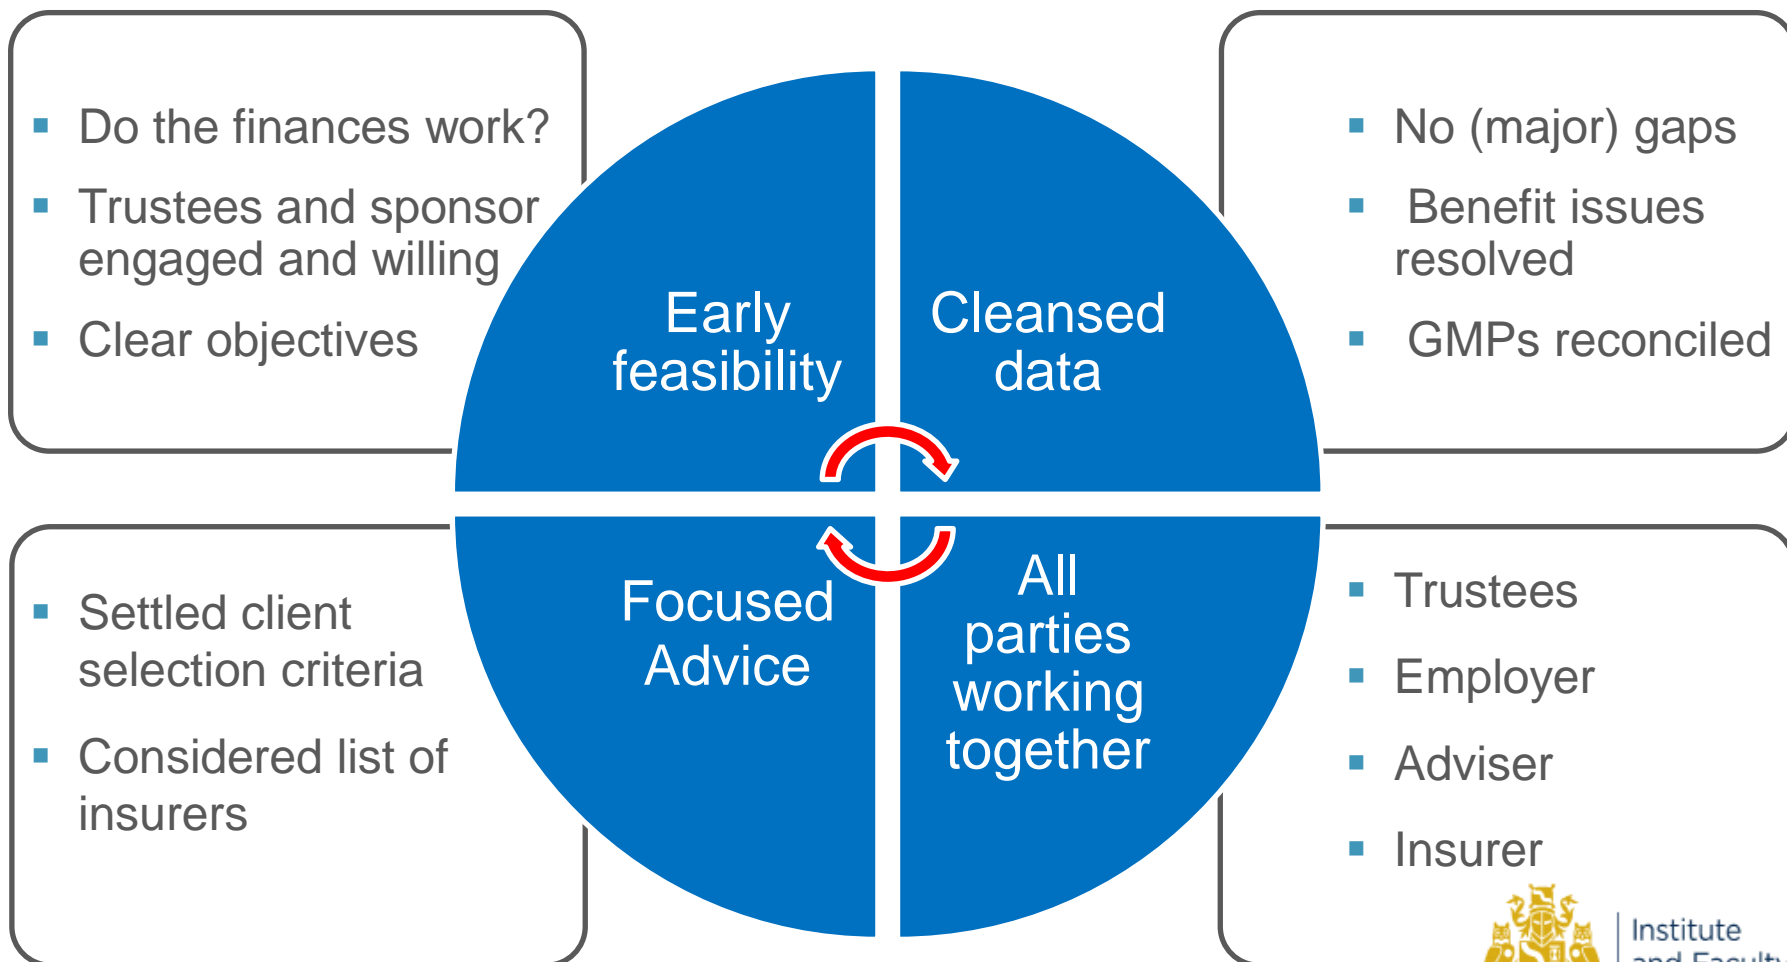 ▪ Do the finances work?
▪ Trustees and sponsor
engaged and willing
▪ Clear objectives
Early
feasibility
Cleansed
data
▪ No (major) gaps
▪ Benefit issues
resolved
▪ GMPs reconciled
▪ Settled client
selection criteria
▪ Considered list of
insurers
Focused
Advice
All
parties
working
together
▪ Trustees
▪ Employer
▪ Adviser
▪ Insurer
Institute
and Faculty